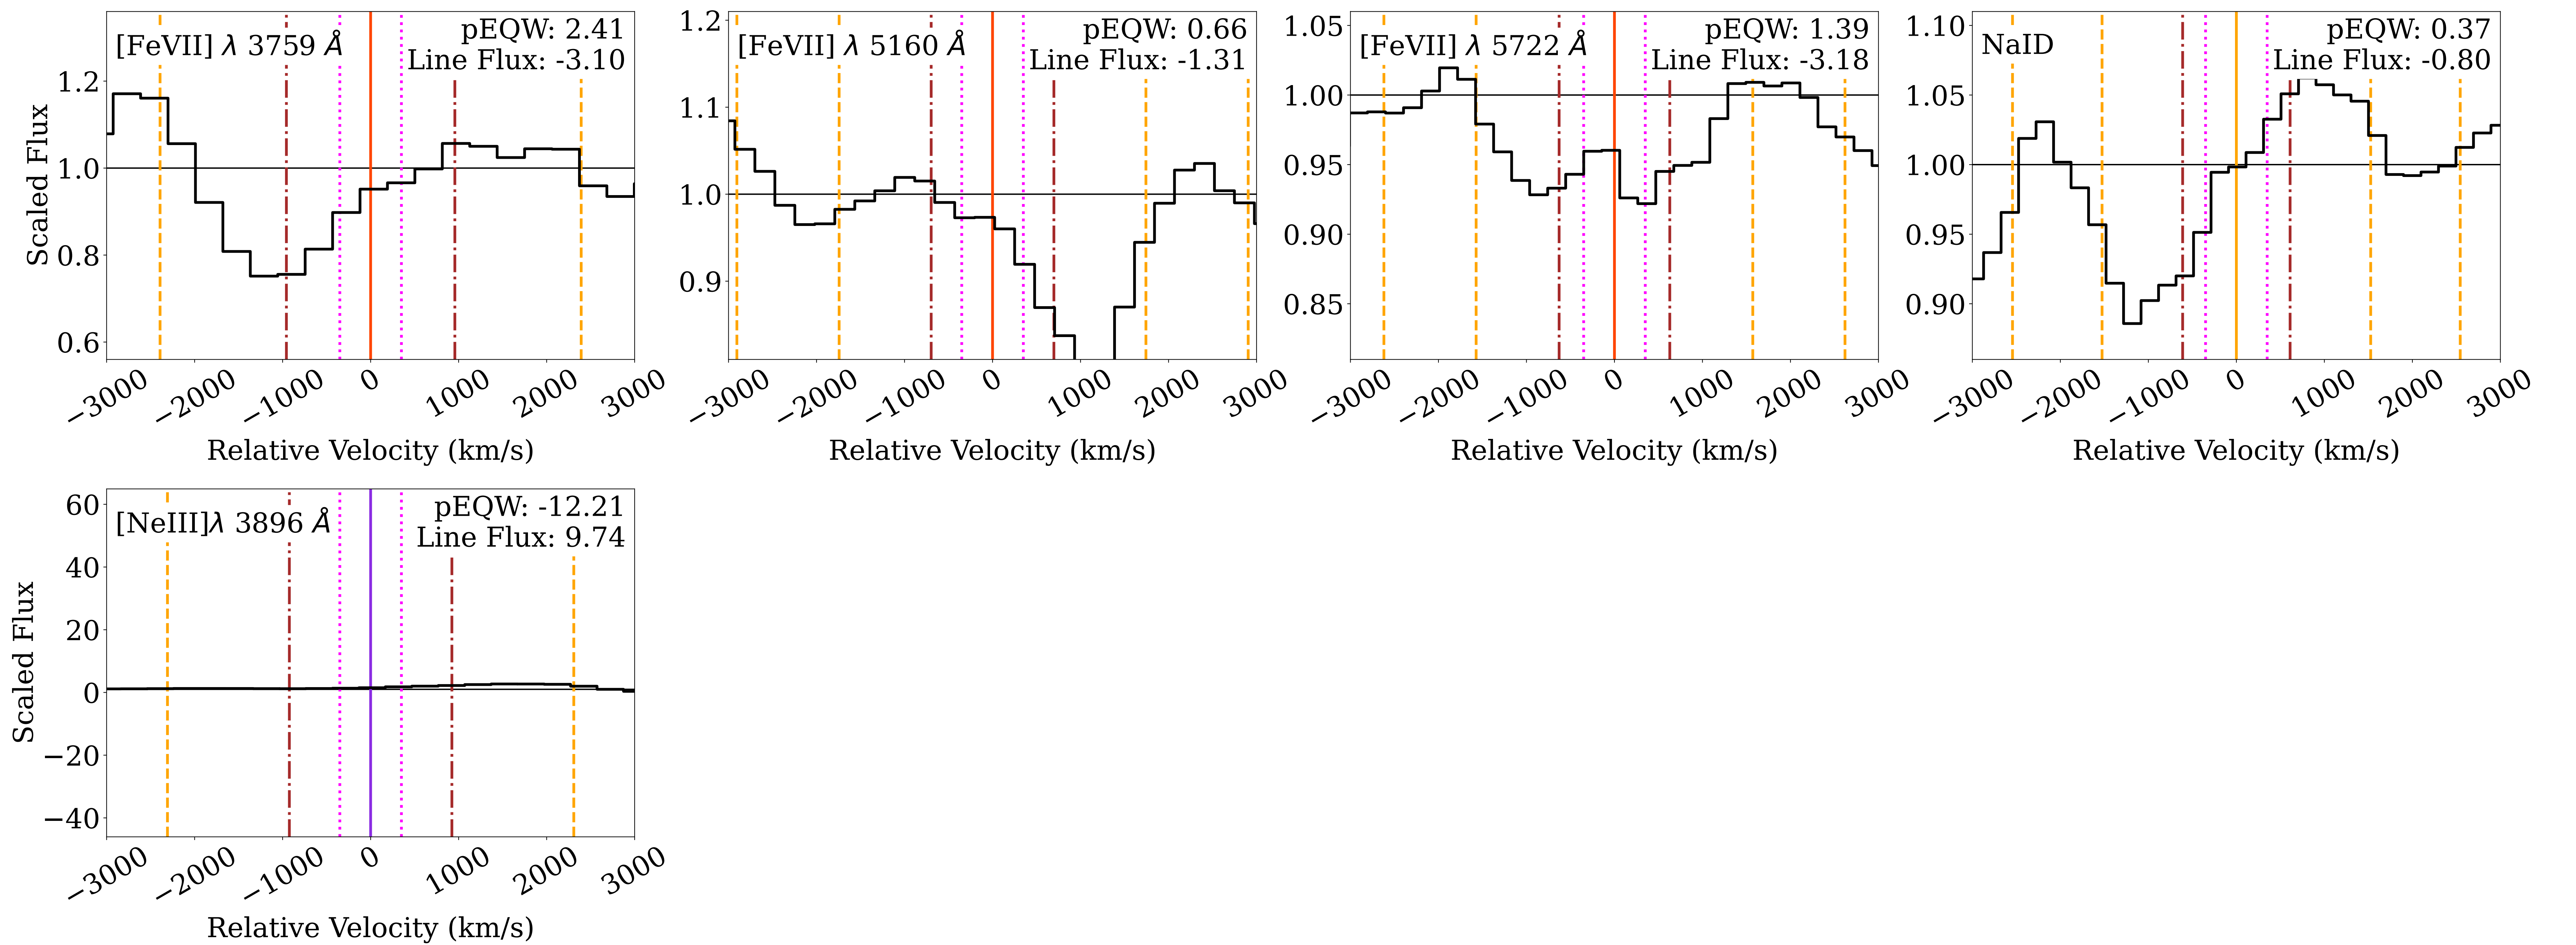 [FeVII] λ 3759 Å
pEQW: 2.41
Line Flux: -3.10
Scaled Flux
1.2
1.0
0.8
0.6
−3000
−2000
−1000
0
1000
2000
3000
Relative Velocity (km/s)
[FeVII] λ 5160 Å
pEQW: 0.66
Line Flux: -1.31
1.2
1.1
1.0
0.9
−3000
−2000
−1000
0
1000
2000
3000
Relative Velocity (km/s)
[FeVII] λ 5722 Å
pEQW: 1.39
Line Flux: -3.18
1.05
1.00
0.95
0.90
0.85
−3000
−2000
−1000
0
1000
2000
3000
Relative Velocity (km/s)
NaID
pEQW: 0.37
Line Flux: -0.80
1.10
1.05
1.00
0.95
0.90
−3000
−2000
−1000
0
1000
2000
3000
Relative Velocity (km/s)
[NeIII]λ 3896 Å
pEQW: -12.21
Line Flux: 9.74
Scaled Flux
60
40
20
0
−20
−40
−3000
−2000
−1000
0
1000
2000
3000
Relative Velocity (km/s)